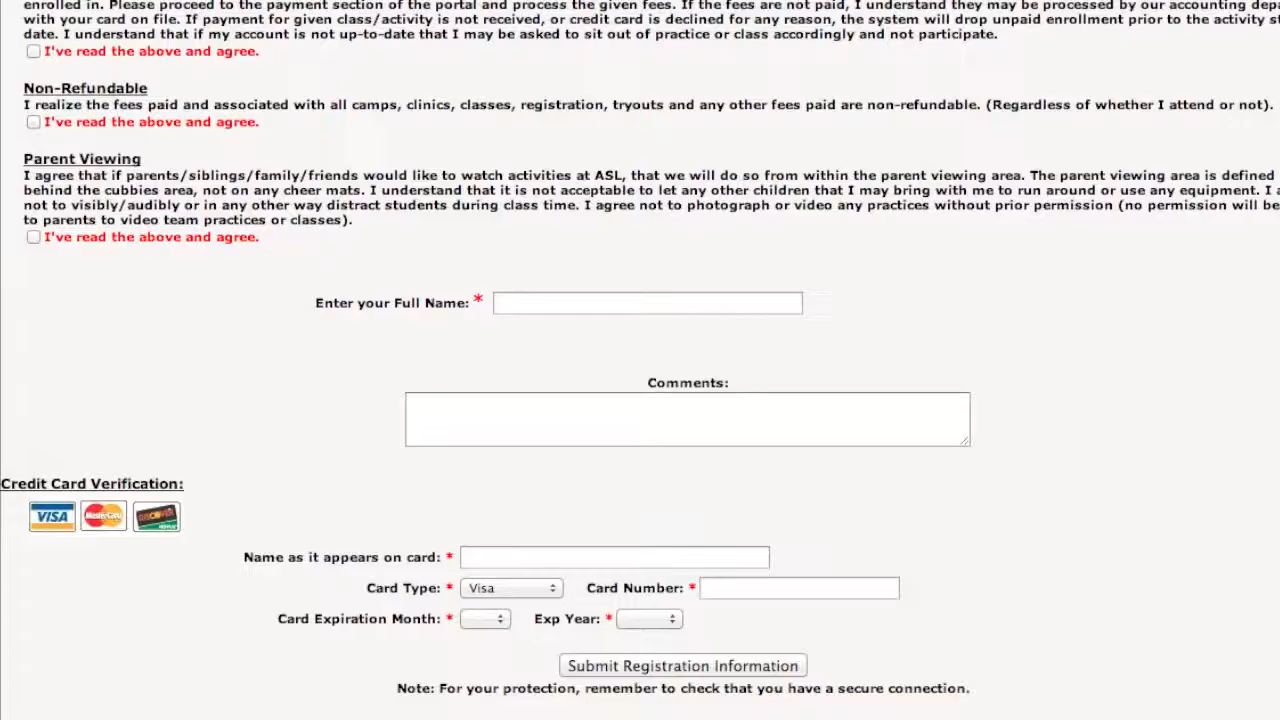 enrolled in. Please proceed to the payment section of the portal and process the given fees. If the fees are not paid, I understand they may be processed by our accounting
with your card on file. If payment for given class/activity is not received, or credit card is declined for any reason, the system will drop unpaid enrollment prior to the activity
date. I understand that if my account is not up-to-date that I may be asked to sit out of practice or class accordingly and not participate.
I've read the above and agree.
Non-Refundable
I realize the fees paid and associated with all camps, clinics, classes, registration, tryouts and any other fees paid are non-refundable. (Regardless of whether I attend or not).
I've read the above and agree.
Parent Viewing
I agree that if parents/siblings/family/friends would like to watch activities at ASL, that we will do so from within the parent viewing area. The parent viewing area is defined
behind the cubbies area, not on any cheer mats. I understand that it is not acceptable to let any other children that I may bring with me to run around or use any equipment. I
not to visibly/audibly or in any other way distract students during class time. I agree not to photograph or video any practices without prior permission (no permission will be
to parents to video team practices or classes).
I've read the above and agree.
Enter your Full Name: *
Comments:
Credit Card Verification:
VISA MasterCard DISCOVER
Name as it appears on card: *
Card Type: * Visa Card Number: *
Card Expiration Month: * Exp Year: *
Submit Registration Information
Note: For your protection, remember to check that you have a secure connection.